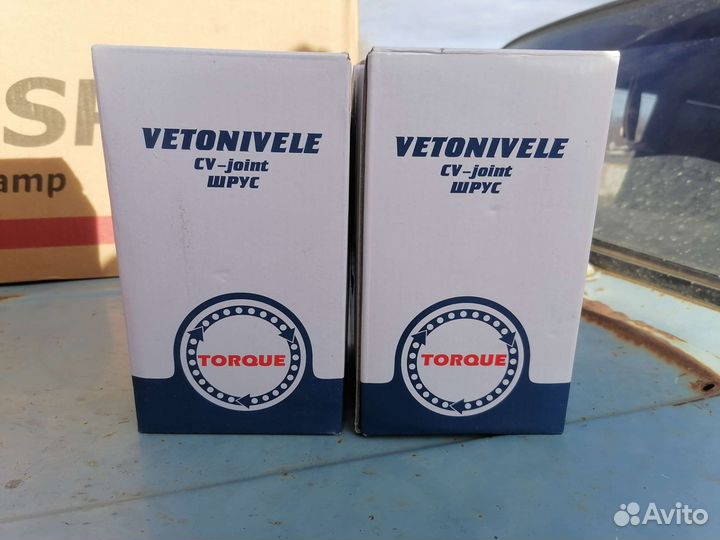 amp
VETONIVELE
CV-joint
ШРУС
TORQUE
VETONIVELE
CV-joint
ШРУС
TORQUE
Avito